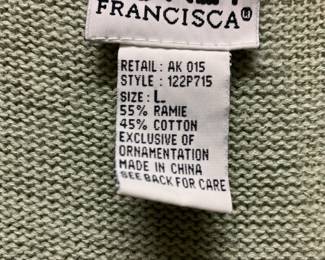 FRANCISCA®
RETAIL: AK 015
STYLE: 122P715
SIZE: L
55% RAMIE
45% COTTON
EXCLUSIVE OF
ORNAMENTATION
MADE IN CHINA
SEE BACK FOR CARE